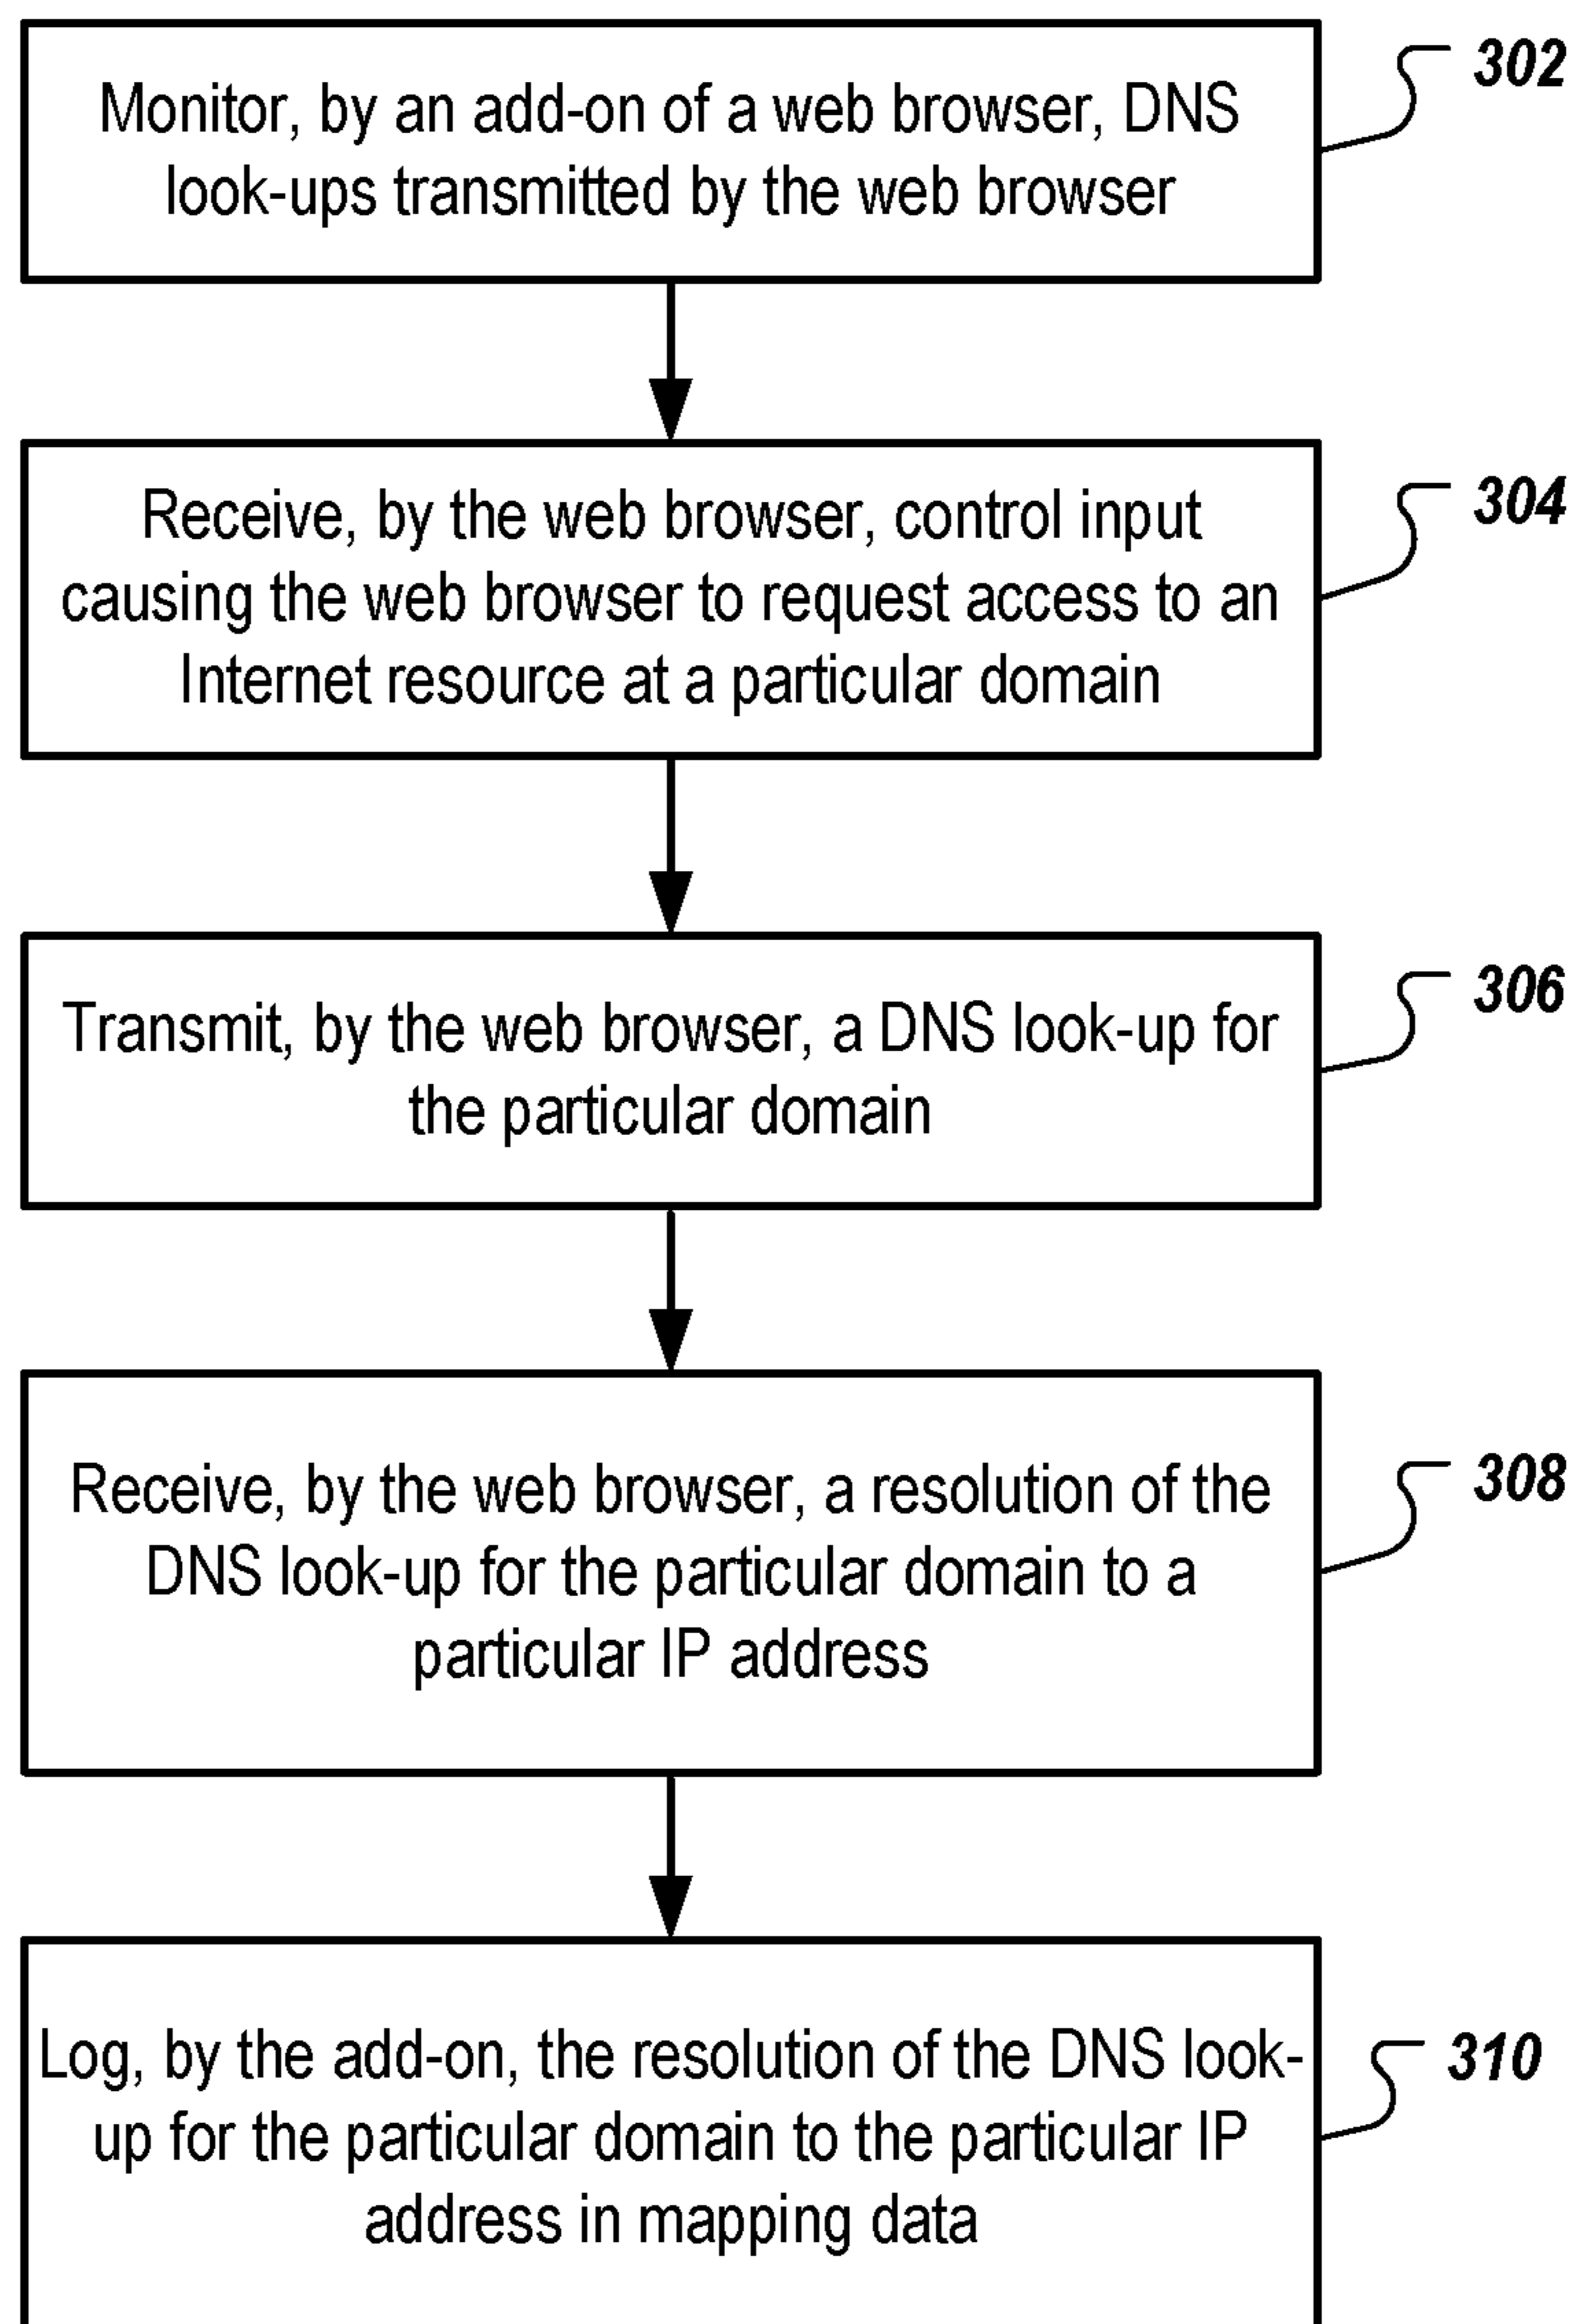 Monitor, by an add-on of a web browser, DNS
look-ups transmitted by the web browser
302
Receive, by the web browser, control input
causing the web browser to request access to an
Internet resource at a particular domain
304
Transmit, by the web browser, a DNS look-up for
the particular domain
306
Receive, by the web browser, a resolution of the
DNS look-up for the particular domain to a
particular IP address
308
Log, by the add-on, the resolution of the DNS look-
up for the particular domain to the particular IP
address in mapping data
310